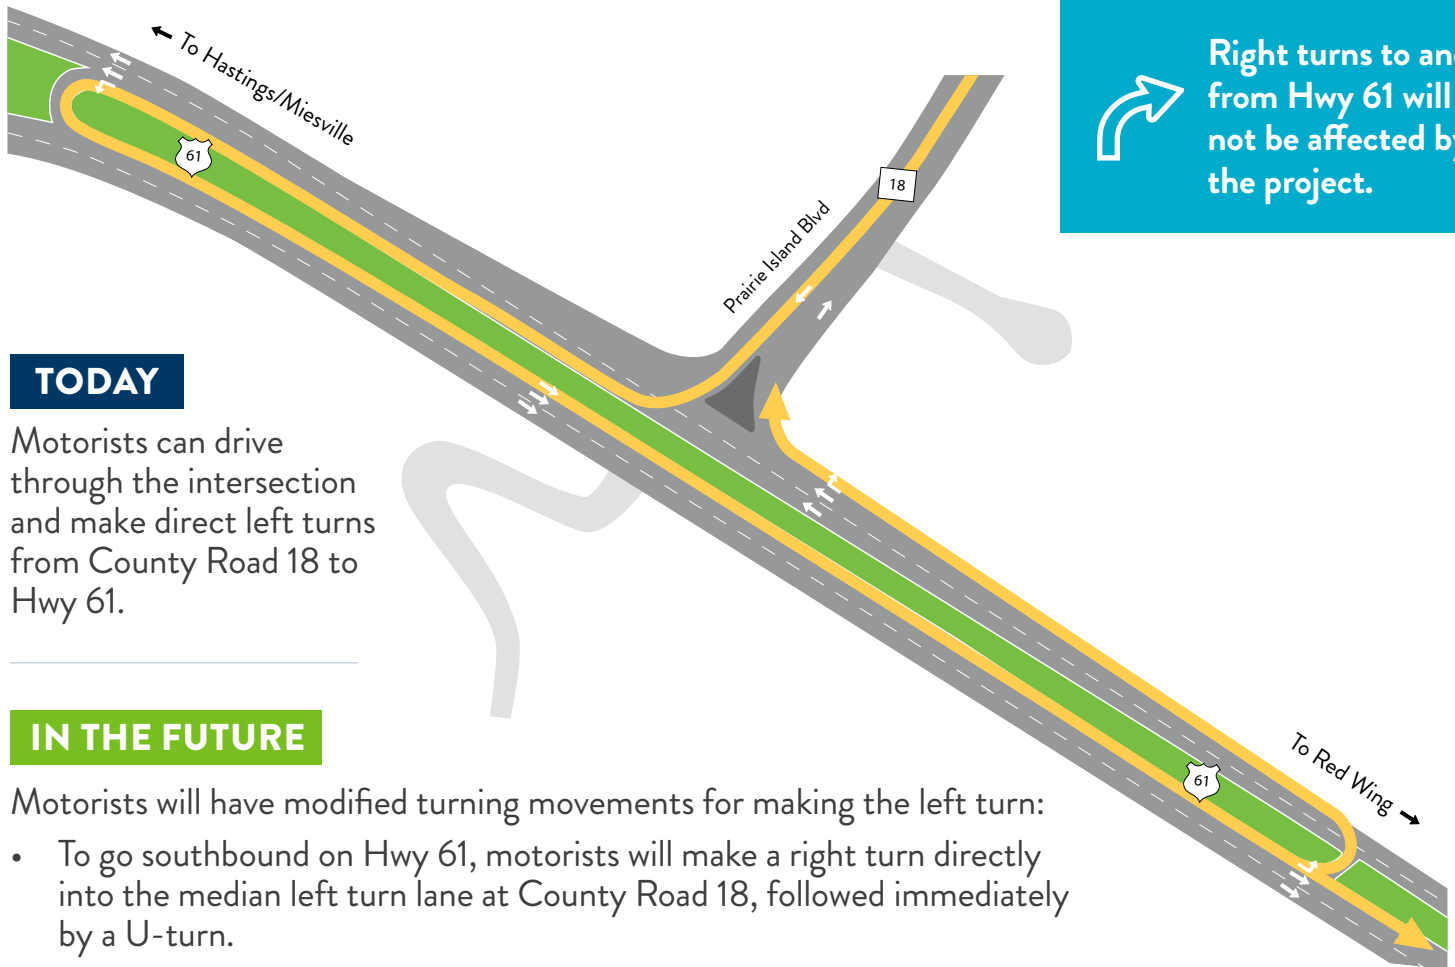 To Hastings/Miesville
61
18
Prairie Island Blvd
Right turns to
from Hwy 61 will
not be affected
the project.
TODAY
Motorists can drive
through the intersection
and make direct left turns
from County Road 18 to
Hwy 61.
IN THE FUTURE
Motorists will have modified turning movements for making the left turn:
• To go southbound on Hwy 61, motorists will make a right turn directly
into the median left turn lane at County Road 18, followed immediately
by a U-turn.
61
To Red Wing